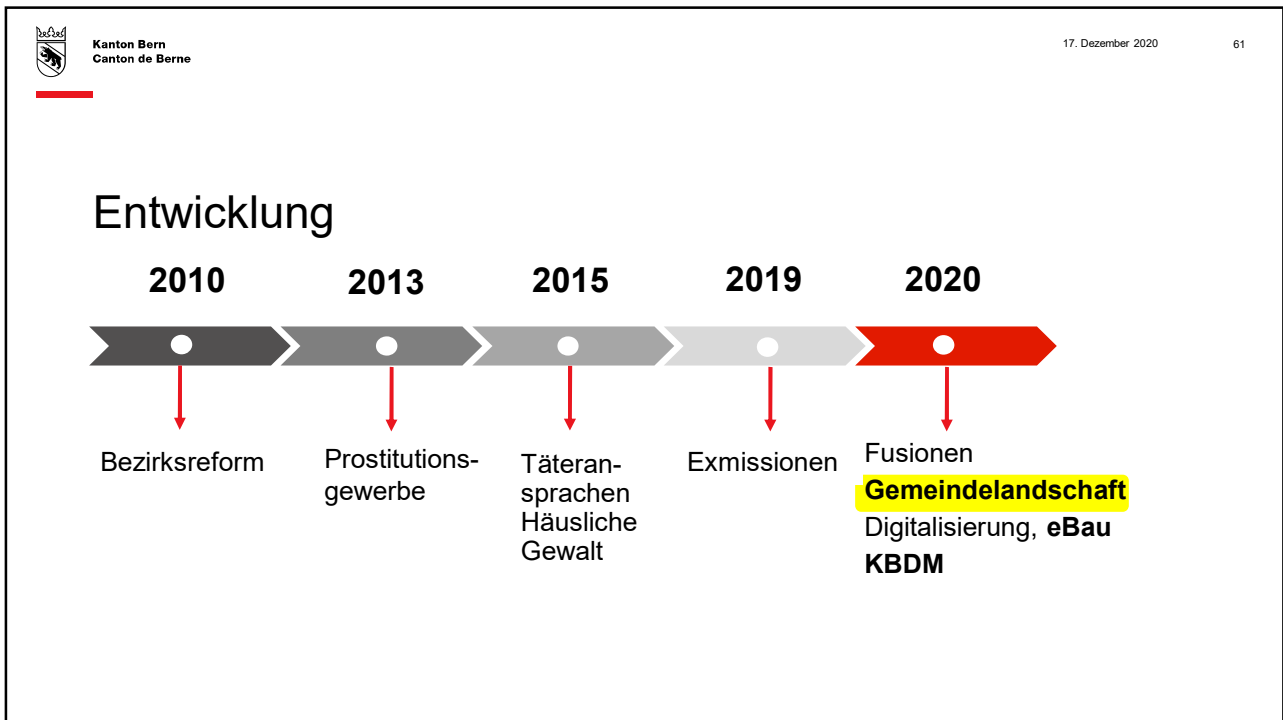 Kanton Bern
Canton de Berne
17. Dezember 2020
61
Entwicklung
2010
2013
2015
2019
2020
Bezirksreform
Prostitutions-
gewerbe
Täteran-
sprachen
Häusliche
Gewalt
Exmissionen
Fusionen
Gemeindelandschaft
Digitalisierung, eBau
KBDM